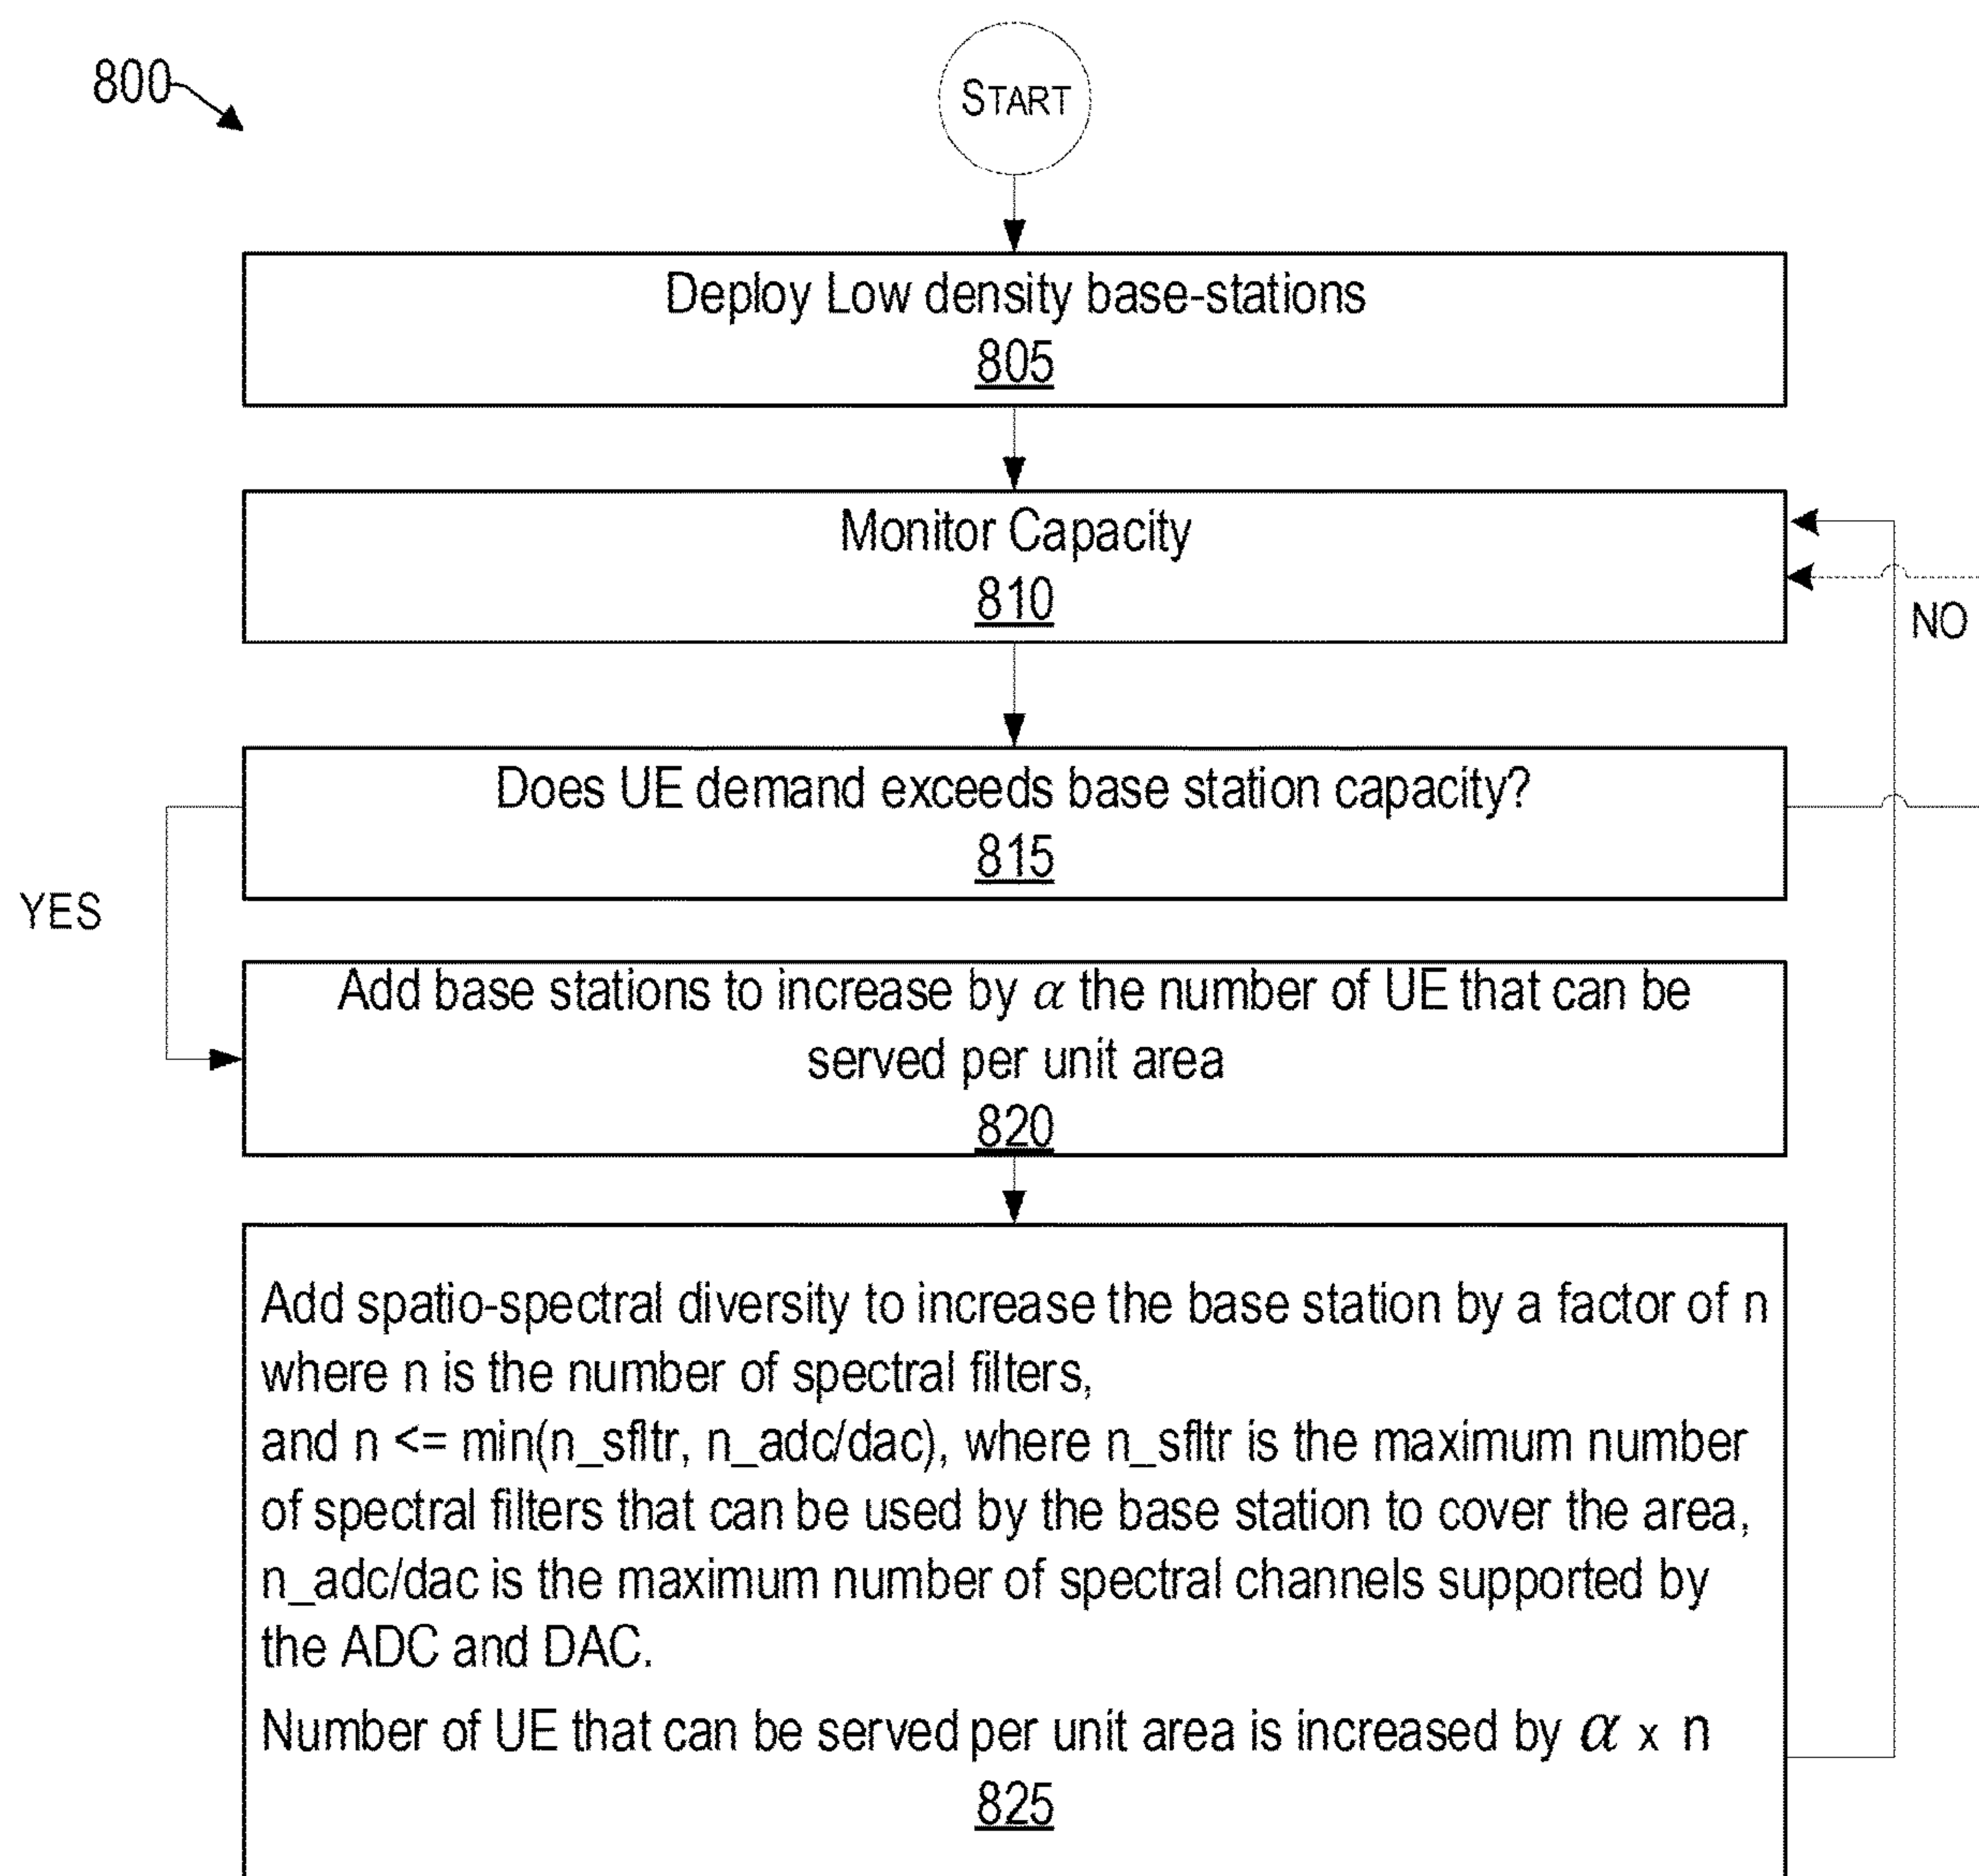 800
START
Deploy Low density base-stations
805
Monitor Capacity
810
NO
Does UE demand exceeds base station capacity?
815
YES
Add base stations to increase by α the number of UE that can be
served per unit area
820
Add spatio-spectral diversity to increase the base station by a factor of n
where n is the number of spectral filters,
and n <= min(n_sfltr, n_adc/dac), where n_sfltr is the maximum number
of spectral filters that can be used by the base station to cover the area,
n_adc/dac is the maximum number of spectral channels supported by
the ADC and DAC.
Number of UE that can be served per unit area is increased by α x n
825